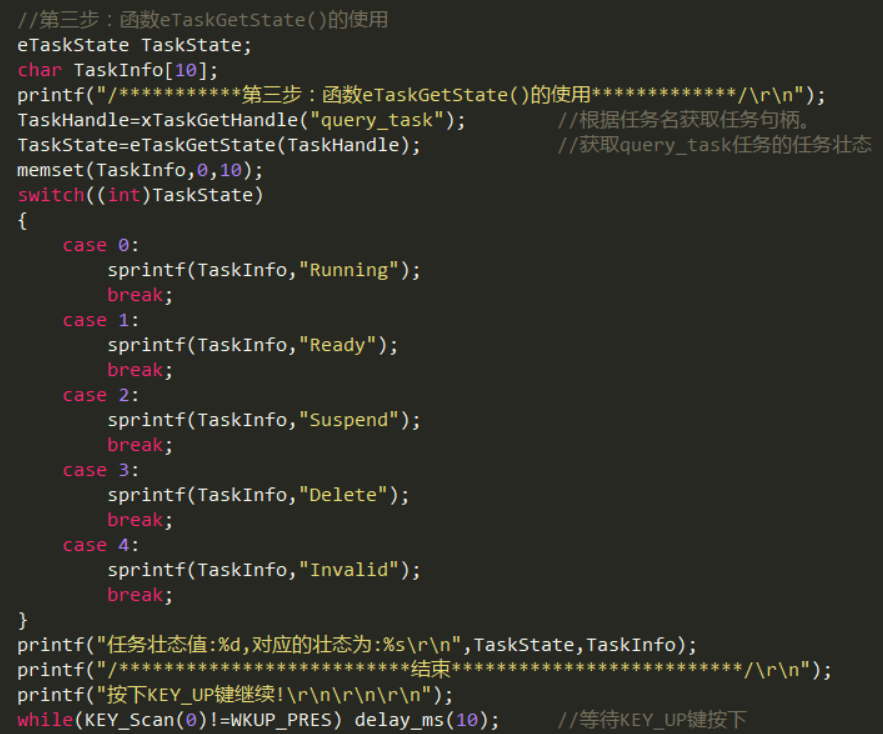 //第三步：函数eTaskGetState()的使用
eTaskState TaskState;
char TaskInfo[10];
printf("/***********第三步：函数eTaskGetState()的使用*************/\r\n");
TaskHandle=xTaskGetHandle("query_task");        //根据任务名获取任务句柄。
TaskState=eTaskGetState(TaskHandle);            //获取query_task任务的任务状态
memset(TaskInfo,0,10);
switch((int)TaskState)
{
    case 0:
        sprintf(TaskInfo,"Running");
        break;
    case 1:
        sprintf(TaskInfo,"Ready");
        break;
    case 2:
        sprintf(TaskInfo,"Suspend");
        break;
    case 3:
        sprintf(TaskInfo,"Delete");
        break;
    case 4:
        sprintf(TaskInfo,"Invalid");
        break;
}
printf("任务壮态值:%d,对应的状态为:%s\r\n",TaskState,TaskInfo);
printf("/**************************结束**************************/\r\n");
printf("按下KEY_UP键继续!\r\n\r\n\r\n");
while(KEY_Scan(0)!=WKUP_PRES) delay_ms(10);     //等待KEY_UP键按下